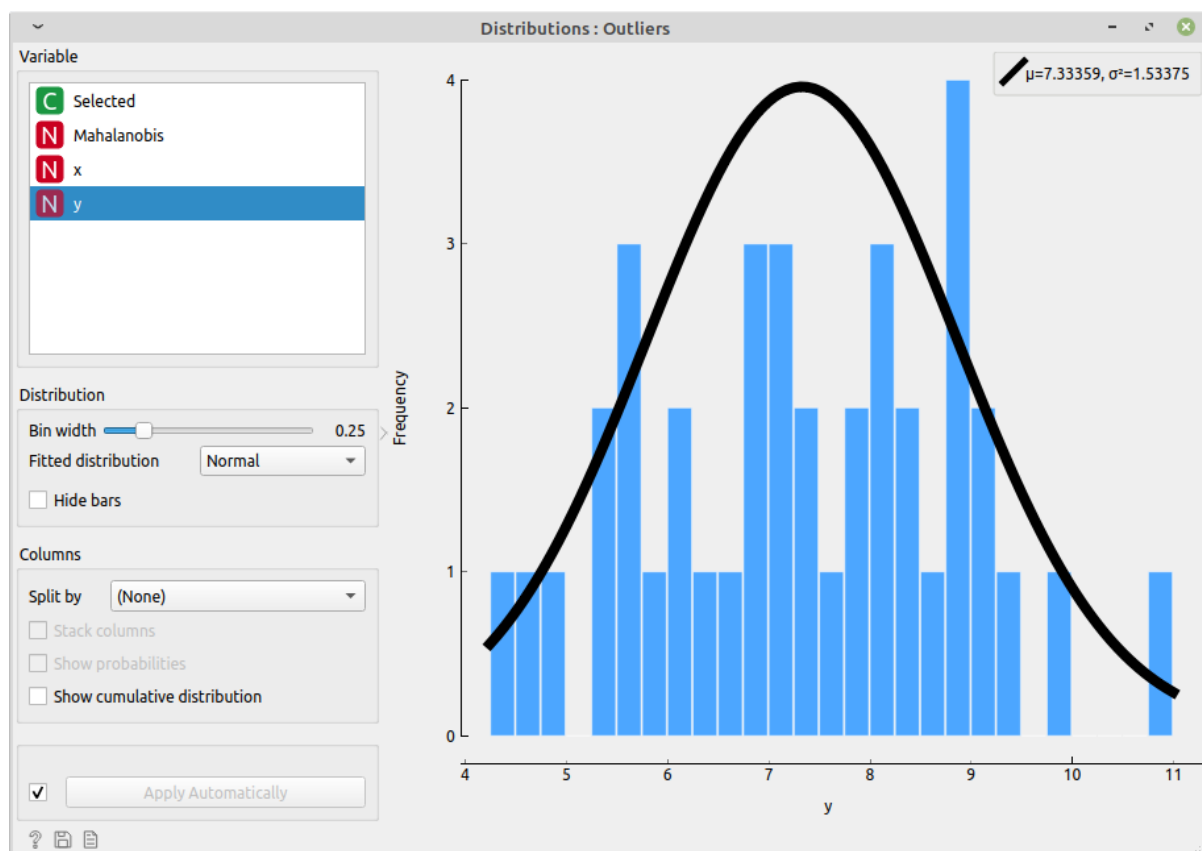 Distributions : Outliers
Variable
C Selected
N Mahalanobis
N x
N y
Distribution
Bin width 0.25
Fitted distribution Normal
Hide bars
Columns
Split by (None)
Stack columns
Show probabilities
Show cumulative distribution
Apply Automatically
?
μ=7.33359, σ²=1.53375
Frequency
4
3
2
1
0
4 5 6 7 8 9 10 11
y